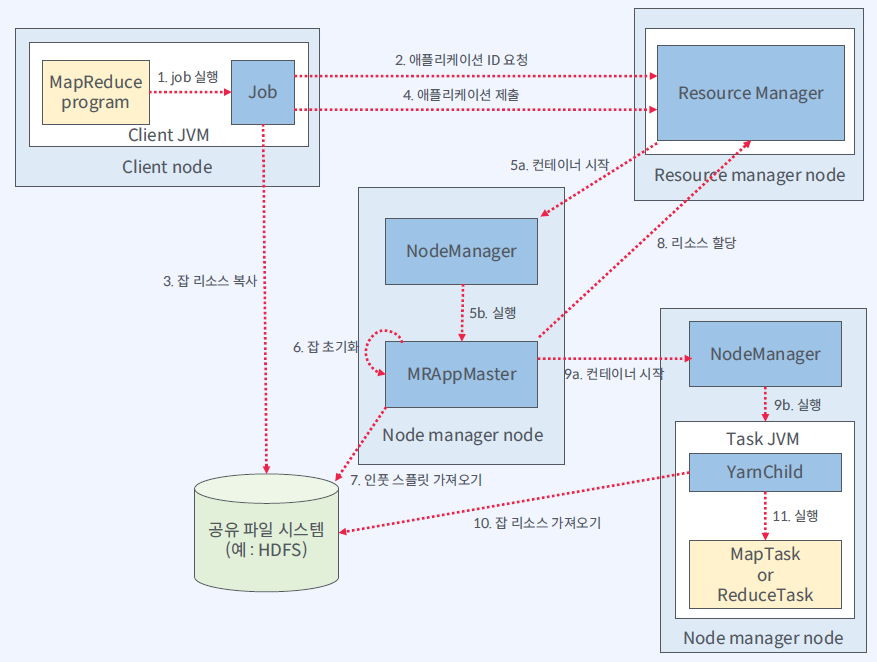 MapReduce
program
1. job 실행
Job
Client JVM
Client node
2. 애플리케이션 ID 요청
4. 애플리케이션 제출
Resource Manager
Resource manager node
5a. 컨테이너 시작
NodeManager
5b. 실행
8. 리소스 할당
3. 잡 리소스 복사
6. 잡 초기화
MRAppMaster
Node manager node
9a. 컨테이너 시작
NodeManager
9b. 실행
Task JVM
YarnChild
7. 인풋 스플릿 가져오기
10. 잡 리소스 가져오기
11. 실행
공유 파일 시스템
(예 : HDFS)
MapTask
or
ReduceTask
Node manager node